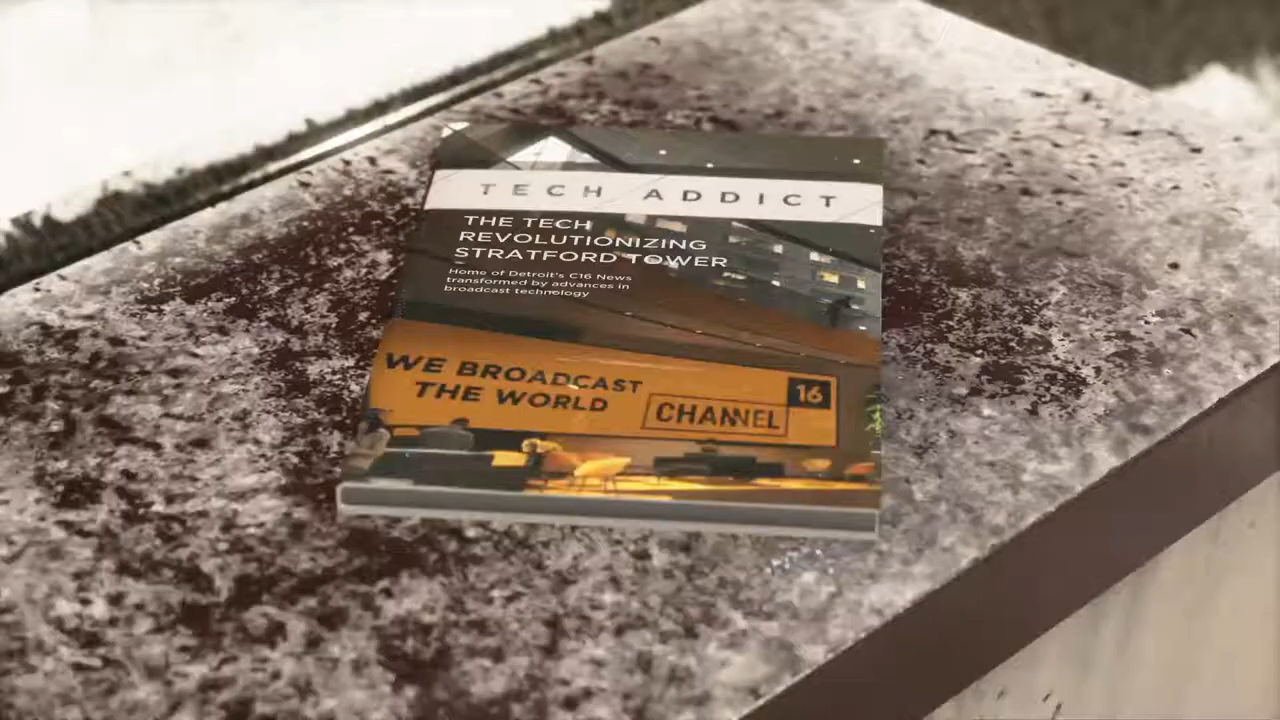 TECH ADDICT
THE TECH
REVOLUTIONIZING
STRATFORD TOWER
Home of Detroit's C16 News
transformed by advances in
broadcast technology
WE BROADCAST
THE WORLD
16
CHANNEL